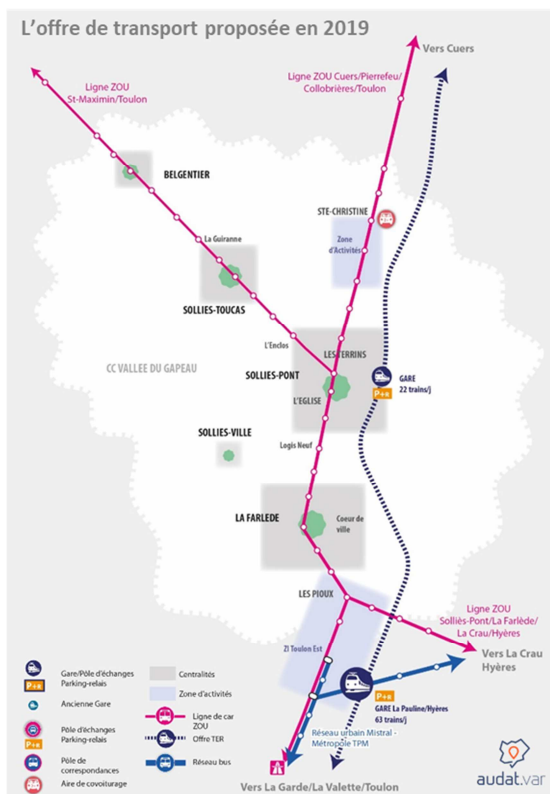 L'offre de transport proposée en 2019
Vers Cuers
Ligne ZOU
St-Maximin/Toulon
Ligne ZOU Cuers/Pierrefeu/
Collobrières/Toulon
BELGENTIER
STE-CHRISTINE
La Guiranne
Zone
d'Activités
SOLLIES-TOUCAS
L'Enclos
LES TERRINS
CC VALLEE DU GAPEAU
SOLLIES-PONT
GARE
22 trains/j
P+e
L'EGLISE
SOLLIES-VILLE
Logis Neuf
LA FARLEDE
Coeur de
ville
LES PIOUX
Ligne ZOU
Solliès-Pont/La Farlède/
La Crau/Hyères
ZI Toulon Est
Vers La Crau
Hyères
P+e
GARE La Pauline/Hyères
63 trains/j
Réseau urbain Mistral -
Métropole TPM
Vers La Garde/La Valette/Toulon
Gare/Pôle d'échanges
Parking-relais
P+e
Ancienne Gare
Pôle d'échanges
Parking-relais
P+e
Pôle de
correspondances
Aire de covoiturage
Centralités
Zone d'activités
Ligne de car
ZOU
Offre TER
Réseau bus
audat.var